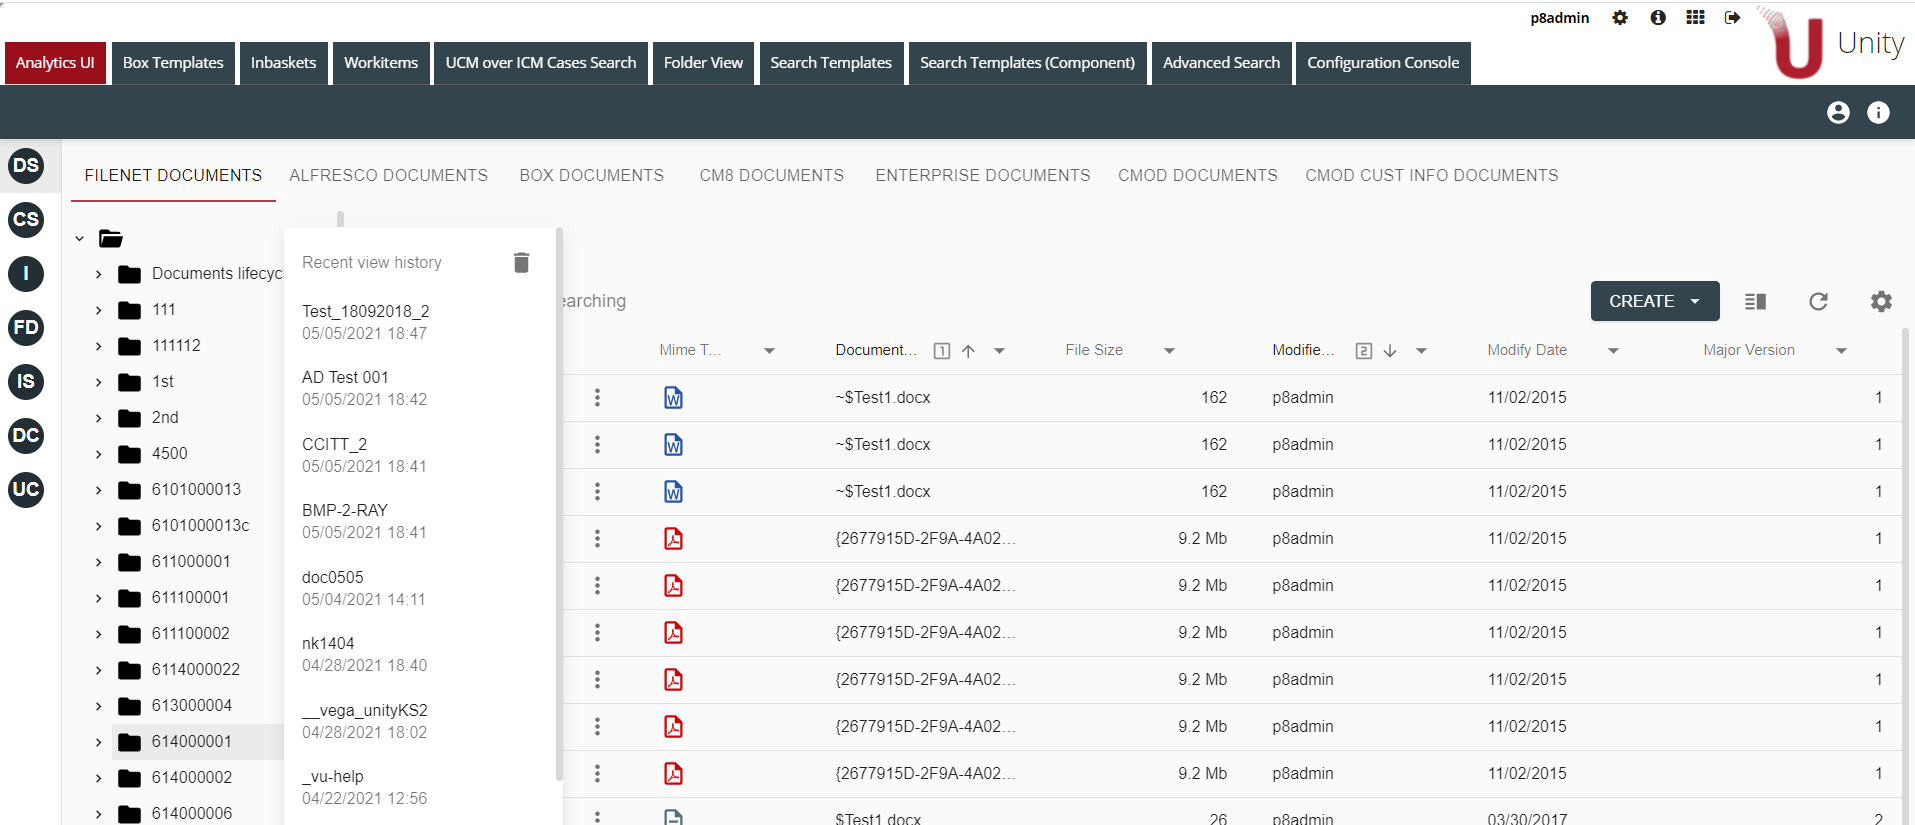 p8admin
Unity
Analytics UI Box Templates Inbaskets Workitems UCM over ICM Cases Search Folder View Search Templates Search Templates (Component) Advanced Search Configuration Console
DS
CS
I
FD
IS
DC
UC
FILENET DOCUMENTS ALFRESCO DOCUMENTS BOX DOCUMENTS CM8 DOCUMENTS ENTERPRISE DOCUMENTS CMOD DOCUMENTS CMOD CUST INFO DOCUMENTS
Documents lifecyc
111
111112
1st
2nd
4500
6101000013
6101000013c
611000001
611100001
611100002
6114000022
613000004
614000001
614000002
614000006
Recent view history
Test_18092018_2
05/05/2021 18:47
AD Test 001
05/05/2021 18:42
CCITT_2
05/05/2021 18:41
BMP-2-RAY
05/05/2021 18:41
doc0505
05/04/2021 14:11
nk1404
04/28/2021 18:40
__vega_unityKS2
04/28/2021 18:02
_vu-help
04/22/2021 12:56
earching
CREATE
Mime T... Document... 1 File Size Modifie... 2 Modify Date Major Version
~$Test1.docx 162 p8admin 11/02/2015 1
~$Test1.docx 162 p8admin 11/02/2015 1
~$Test1.docx 162 p8admin 11/02/2015 1
{2677915D-2F9A-4A02... 9.2 Mb p8admin 11/02/2015 1
{2677915D-2F9A-4A02... 9.2 Mb p8admin 11/02/2015 1
{2677915D-2F9A-4A02... 9.2 Mb p8admin 11/02/2015 1
{2677915D-2F9A-4A02... 9.2 Mb p8admin 11/02/2015 1
{2677915D-2F9A-4A02... 9.2 Mb p8admin 11/02/2015 1
{2677915D-2F9A-4A02... 9.2 Mb p8admin 11/02/2015 1
$Test1.docx 26 p8admin 03/30/2017 2